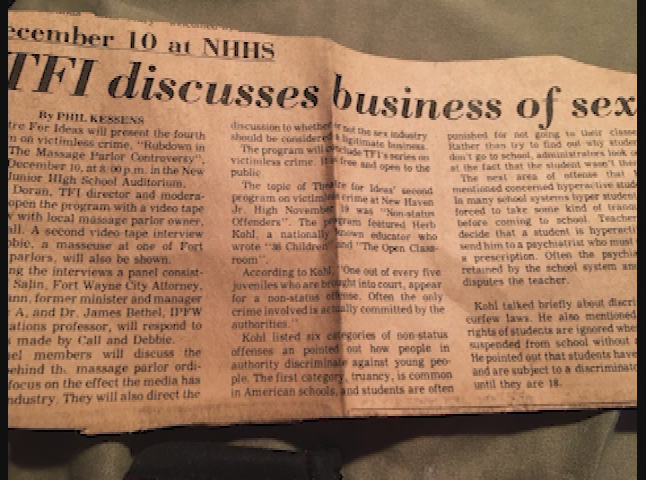 ecember 10 at NHHS
TFI discusses business of sex
By PHIL KESSENS
tre For Ideas will present the fourth
n on victimless crime, "Rubdown in
The Massage Parlor Controversy",
December 10, at 8:00 p.m. in the New
Junior High School Auditorium.
Doran, TFI director and modera-
open the program with a video tape
w with local massage parlor owner,
all. A second video tape interview
bbie, a masseuse at one of Fort
parlors, will also be shown.
ng the interviews a panel consist-
Salin, Fort Wayne City Attorney,
nn, former minister and manager
A, and Dr. James Bethel, IPFW
ations professor, will respond to
made by Call and Debbie.
el members will discuss the
behind th. massage parlor ordi-
focus on the effect the media has
ndustry. They will also direct the
discussion to whether or not the sex industry
should be considered a legitimate business.
The program will conclude TFI's series on
victimless crime. It is free and open to the
public
The topic of Theatre for Ideas' second
program on victimless crime at New Haven
Jr. High November 19 was "Non-status
Offenders". The program featured Herb
Kohl, a nationally known educator who
wrote "36 Children" and "The Open Class-
room".
According to Kohl, "One out of every five
juveniles who are brought into court, appear
for a non-status offense. Often the only
crime involved is actually committed by the
authorities."
Kohl listed six categories of non-status
offenses an pointed out how people in
authority discriminate against young peo-
ple. The first category, truancy, is common
in American schools, and students are often
punished for not going to their classe
Rather than try to find out why studen
don't go to school, administrators look o
at the fact that the student wasn't ther
The next area of offense that
mentioned concerned hyperactive stud
In many school systems hyper student
forced to take some kind of tranq
before coming to school. Teacher
decide that a student is hyperacti
send him to a psychiatrist who must
a prescription. Often the psychia
retained by the school system and
disputes the teacher.
Kohl talked briefly about discri
curfew laws. He also mentioned
rights of students are ignored whe
suspended from school without
He pointed out that students have
and are subject to a discriminat
until they are 18.